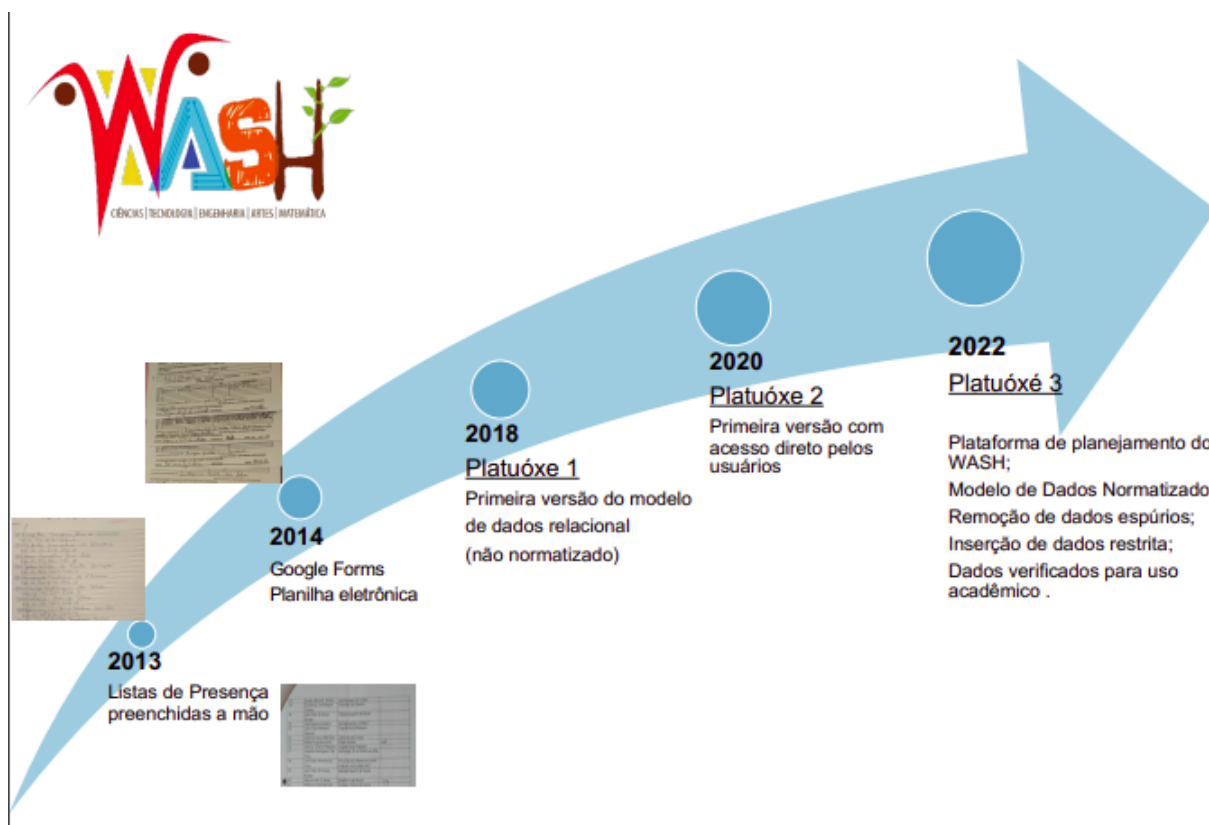 WASH
CIÊNCIAS | TECNOLOGIA | ENGENHARIA | ARTES | MATEMÁTICA
2013
Listas de Presença
preenchidas a mão
2014
Google Forms
Planilha eletrônica
2018
Platuóxe 1
Primeira versão do modelo
de dados relacional
(não normatizado)
2020
Platuóxe 2
Primeira versão com
acesso direto pelos
usuários
2022
Platuóxé 3
Plataforma de planejamento do
WASH;
Modelo de Dados Normatizado
Remoção de dados espúrios;
Inserção de dados restrita;
Dados verificados para uso
acadêmico .